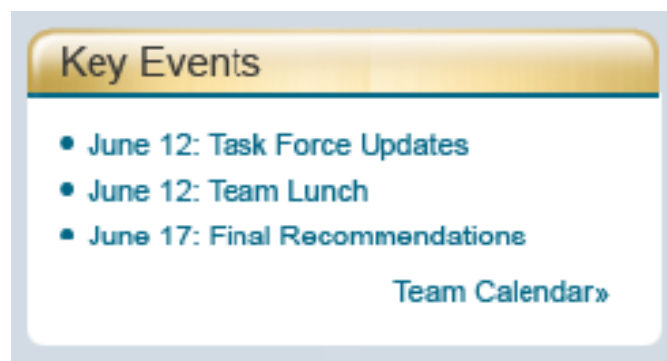 Key Events
• June 12: Task Force Updates
• June 12: Team Lunch
• June 17: Final Recommendations
Team Calendar»